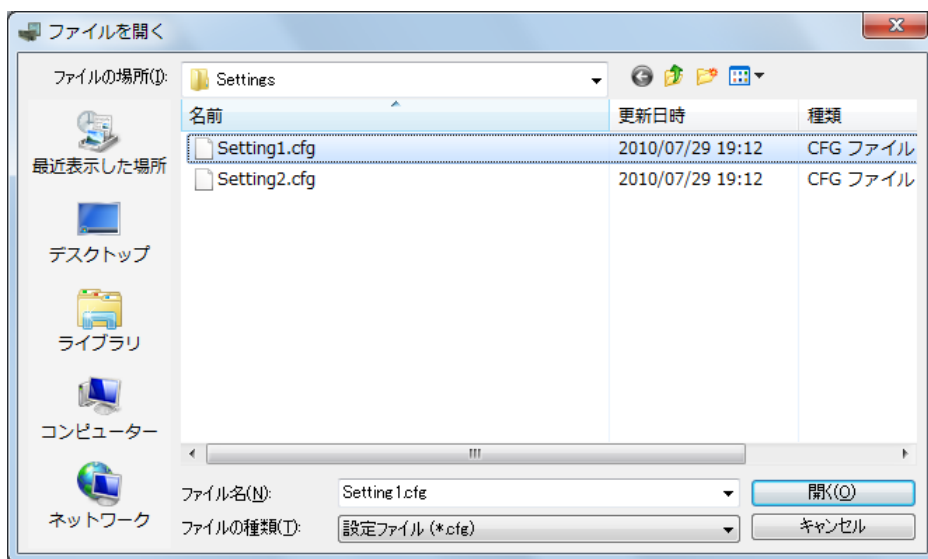 ファイルを開く
ファイルの場所(I):
Settings
名前
更新日時
種類
Setting1.cfg
2010/07/29 19:12
CFG ファイル
Setting2.cfg
2010/07/29 19:12
CFG ファイル
最近表示した場所
デスクトップ
ライブラリ
コンピューター
ネットワーク
ファイル名(N):
Setting1.cfg
開く(O)
ファイルの種類(T):
設定ファイル (*.cfg)
キャンセル